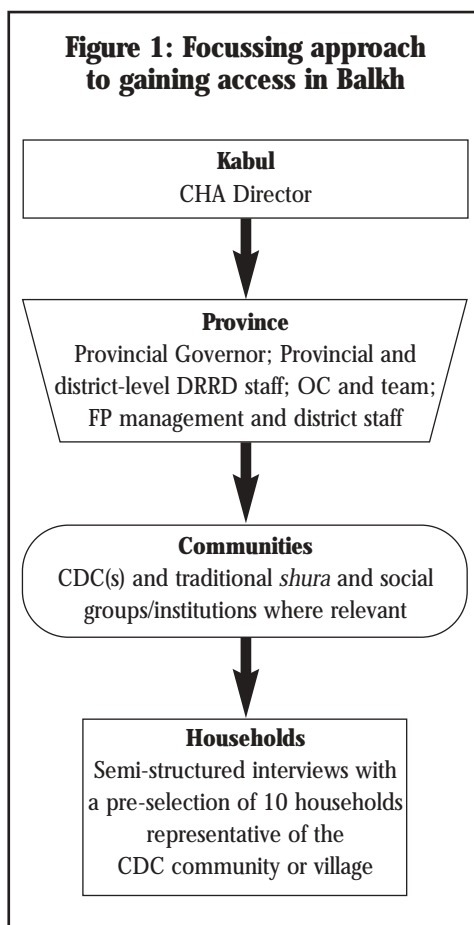 Figure 1: Focussing approach
to gaining access in Balkh
Kabul
CHA Director
Province
Provincial Governor; Provincial and
district-level DRRD staff; OC and team;
FP management and district staff
Communities
CDC(s) and traditional shura and social
groups/institutions where relevant
Households
Semi-structured interviews with
a pre-selection of 10 households
representative of the
CDC community or village